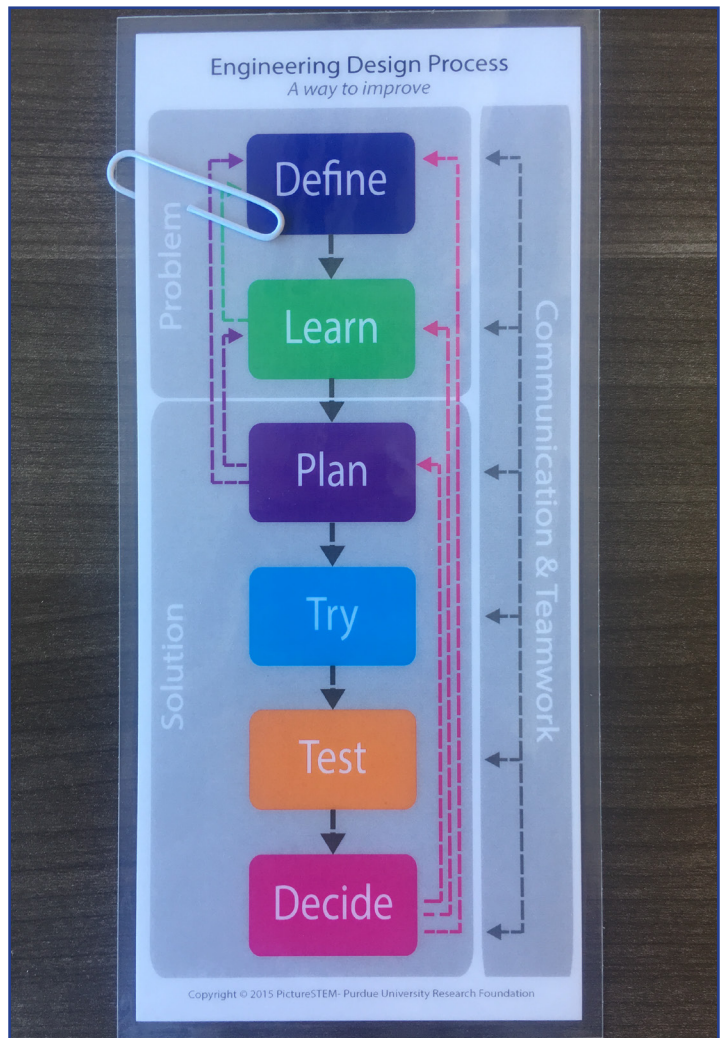 Engineering Design Process
A way to improve
Problem
Define
Learn
Solution
Plan
Try
Test
Decide
Communication & Teamwork
Copyright © 2015 PictureSTEM- Purdue University Research Foundation